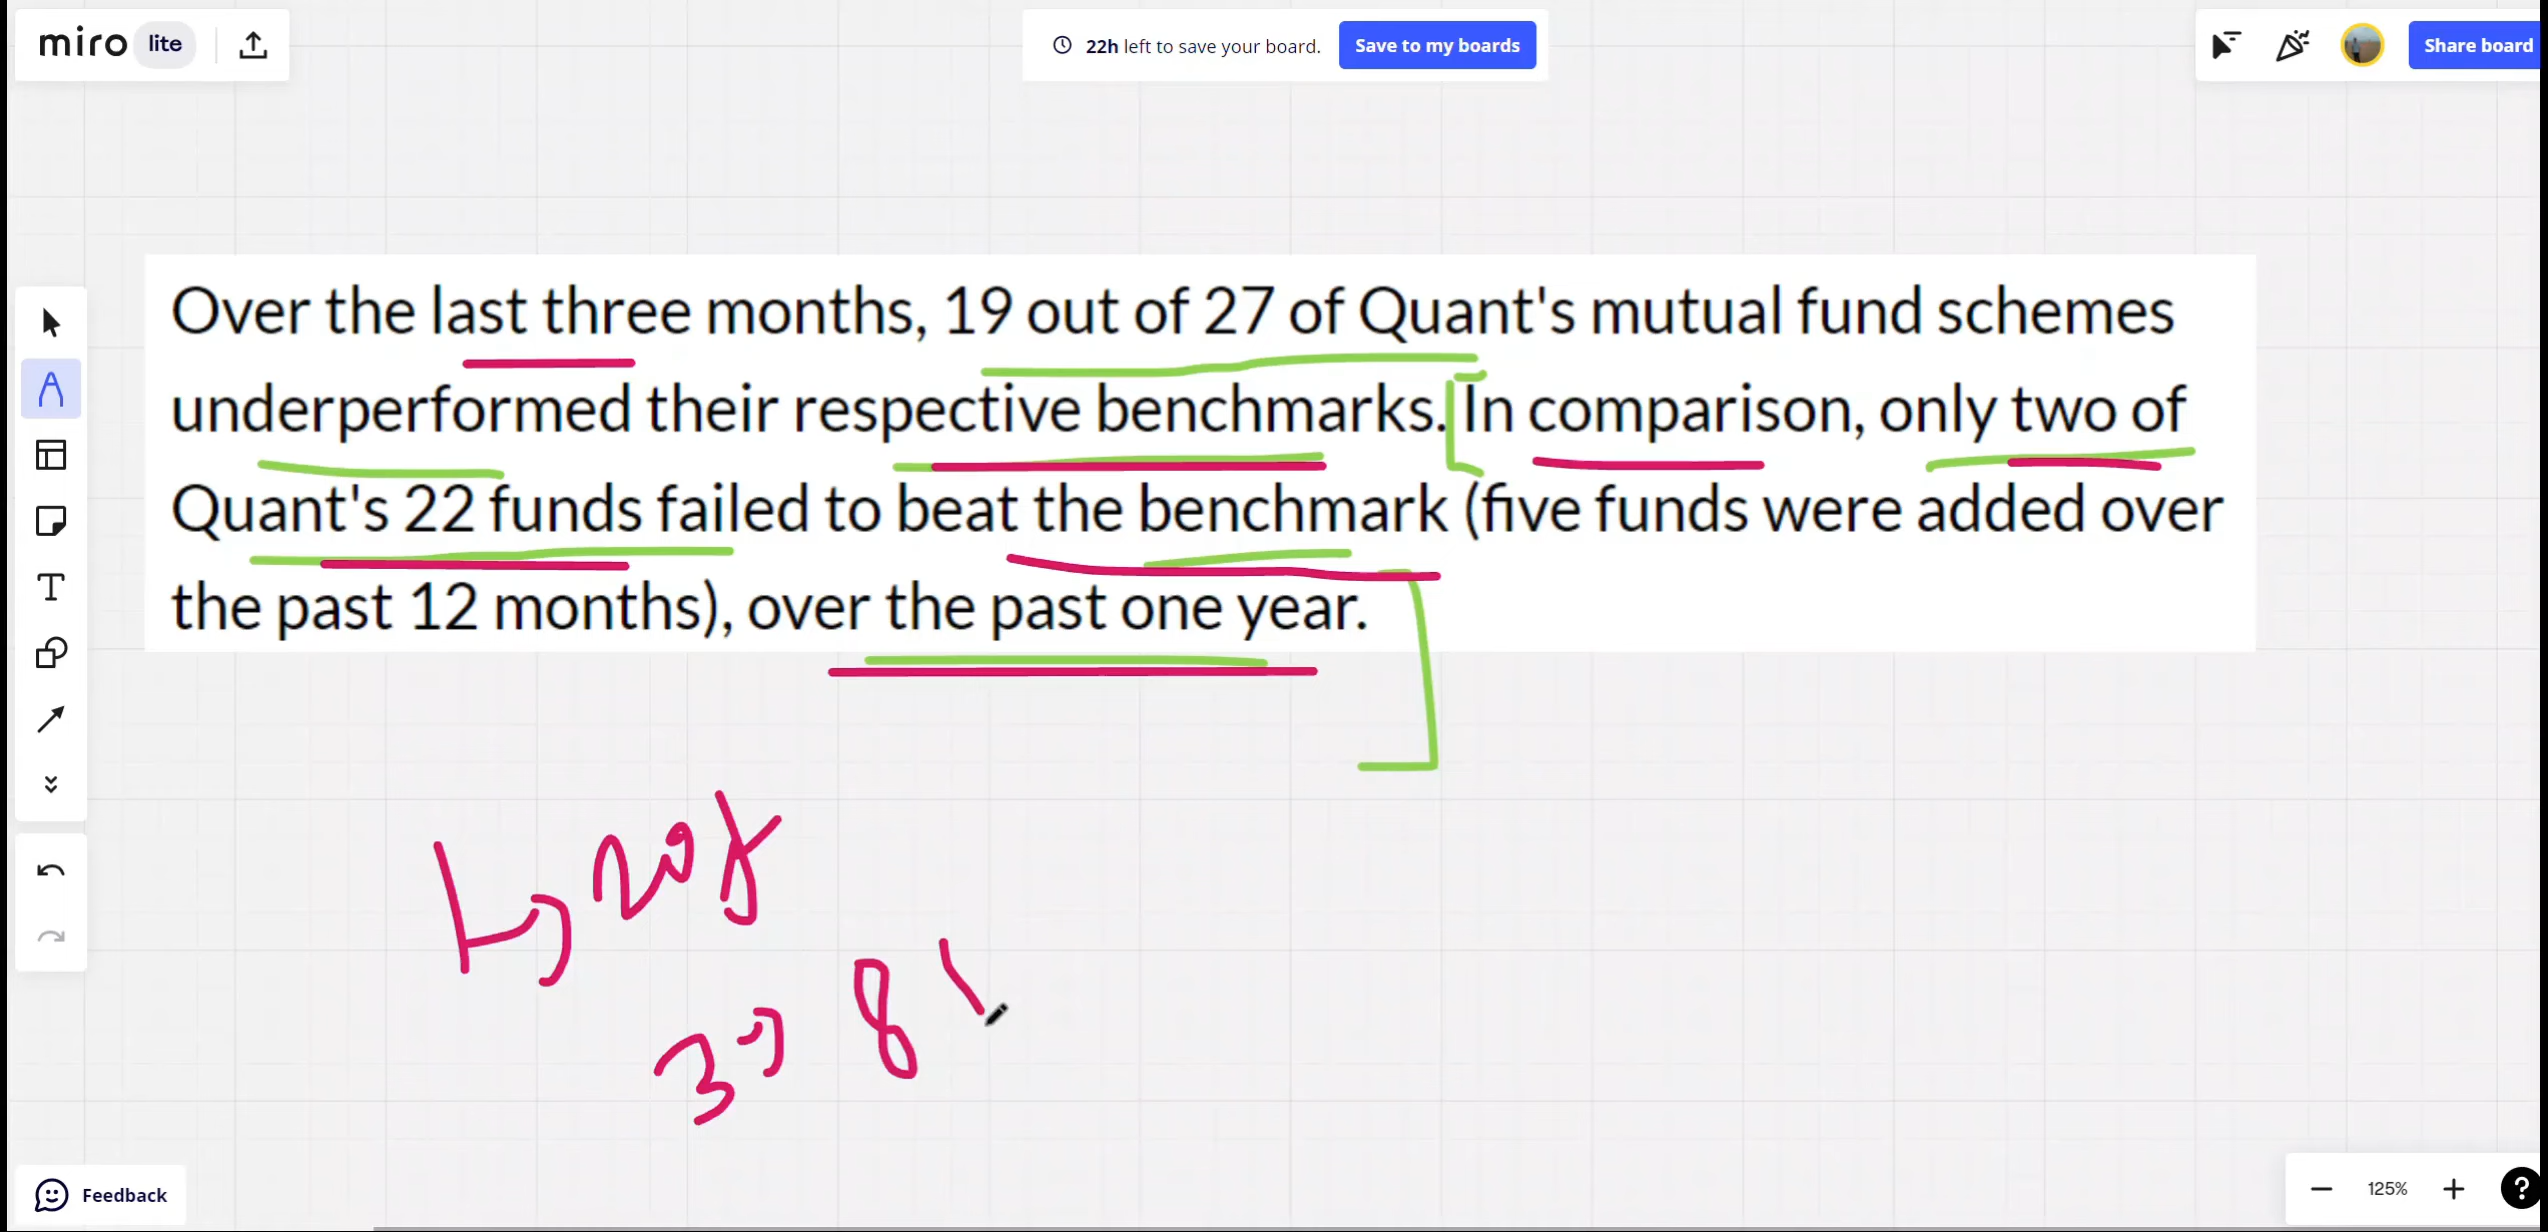 miro lite
22h left to save your board. Save to my boards
Share board
Over the last three months, 19 out of 27 of Quant's mutual fund schemes
underperformed their respective benchmarks. In comparison, only two of
Quant's 22 funds failed to beat the benchmark (five funds were added over
the past 12 months), over the past one year.
Feedback
125%